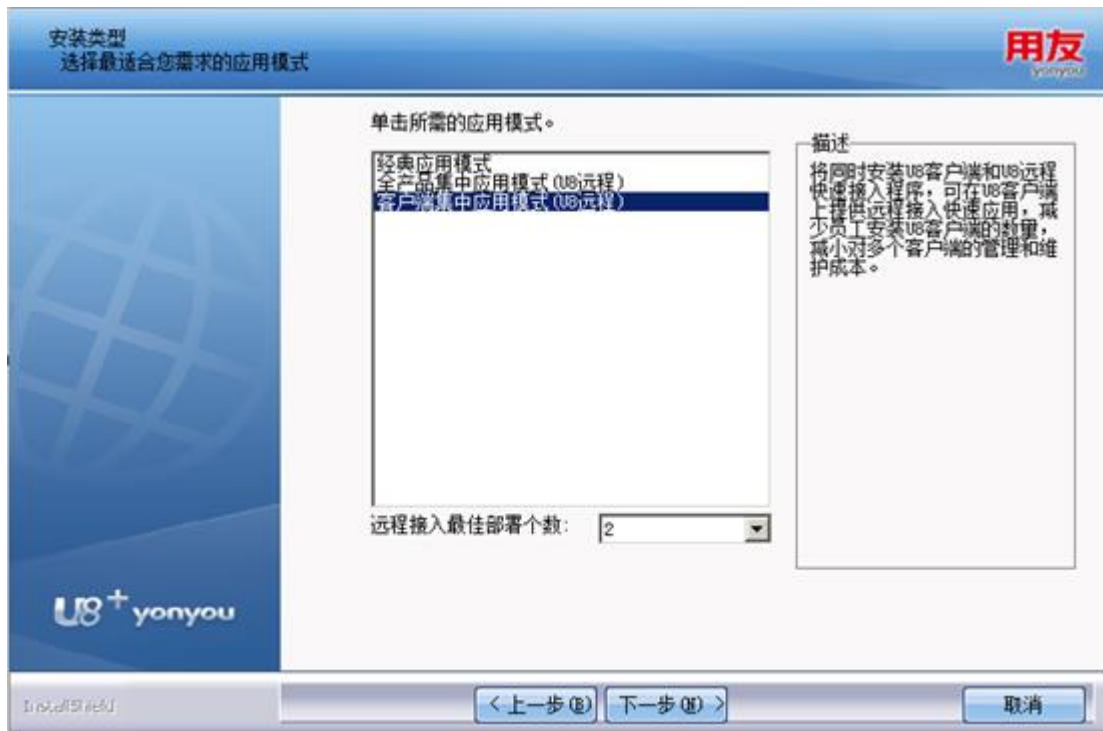 安装类型
选择最适合您需求的应用模式
用友
yonyou
单击所需的应用模式。
经典应用模式
全产品集中应用模式(U8远程)
客户端集中应用模式(U8远程)
描述
将同时安装U8客户端和U8远程
快速接入程序，可在U8客户端
上提供远程接入快速应用，减
少员工安装U8客户端的数量，
减小对多个客户端的管理和维
护成本。
远程接入最佳部署个数:
2
U8+ yonyou
InstallShield
<上一步(B)
下一步(N)>
取消